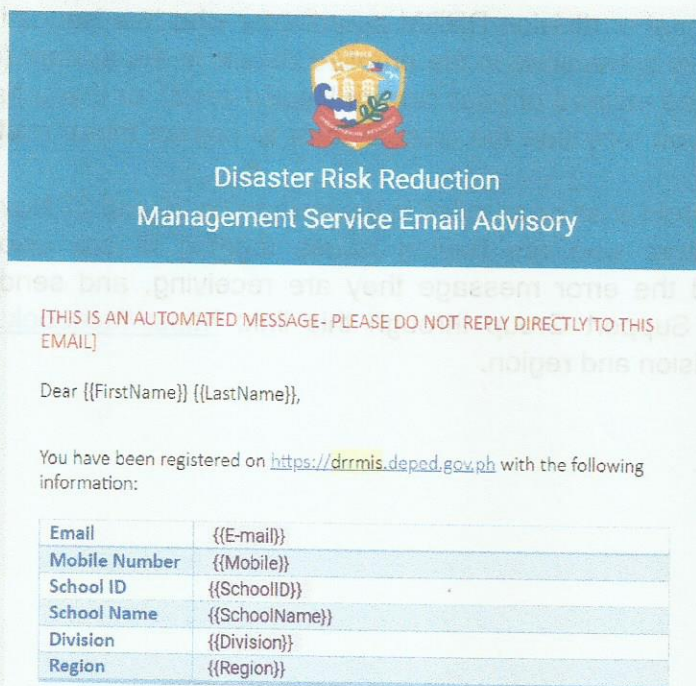 Disaster Risk Reduction
Management Service Email Advisory
[THIS IS AN AUTOMATED MESSAGE - PLEASE DO NOT REPLY DIRECTLY TO THIS
EMAIL]
Dear {{FirstName}} {{LastName}},
You have been registered on https://drrmis.deped.gov.ph with the following
information:
Email {{E-mail}}
Mobile Number {{Mobile}}
School ID {{SchoolID}}
School Name {{SchoolName}}
Division {{Division}}
Region {{Region}}